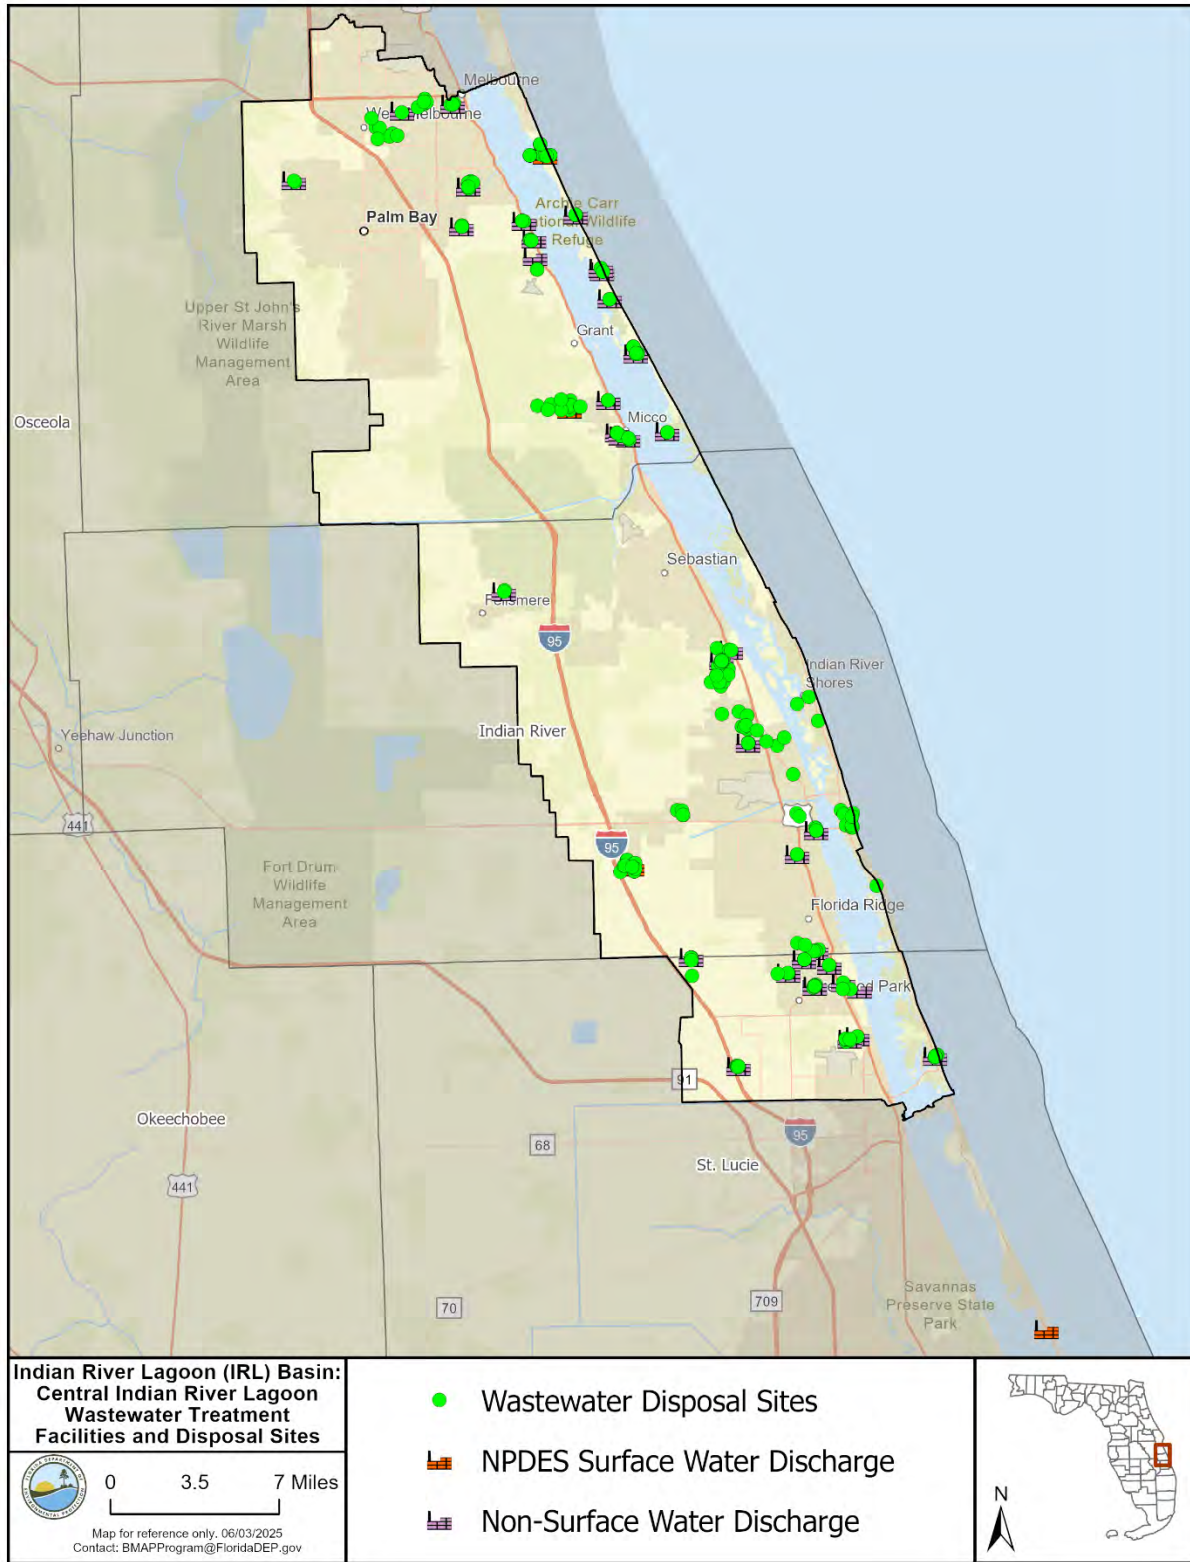 Melbourne
West Melbourne
Palm Bay
Archie Carr
National Wildlife
Refuge
Upper St John's
River Marsh
Wildlife
Management
Area
Grant
Osceola
Micco
Sebastian
Fellsmere
95
Indian River
Shores
Indian River
Yeehaw Junction
441
95
Fort Drum
Wildlife
Management
Area
Florida Ridge
Park
91
Okeechobee
68
95
St. Lucie
441
Savannas
Preserve State
Park
70
709
Indian River Lagoon (IRL) Basin:
Central Indian River Lagoon
Wastewater Treatment
Facilities and Disposal Sites
FLORIDA DEPARTMENT OF
ENVIRONMENTAL PROTECTION
0 3.5 7 Miles
Map for reference only. 06/03/2025
Contact: BMAPProgram@FloridaDEP.gov
Wastewater Disposal Sites
NPDES Surface Water Discharge
Non-Surface Water Discharge
N